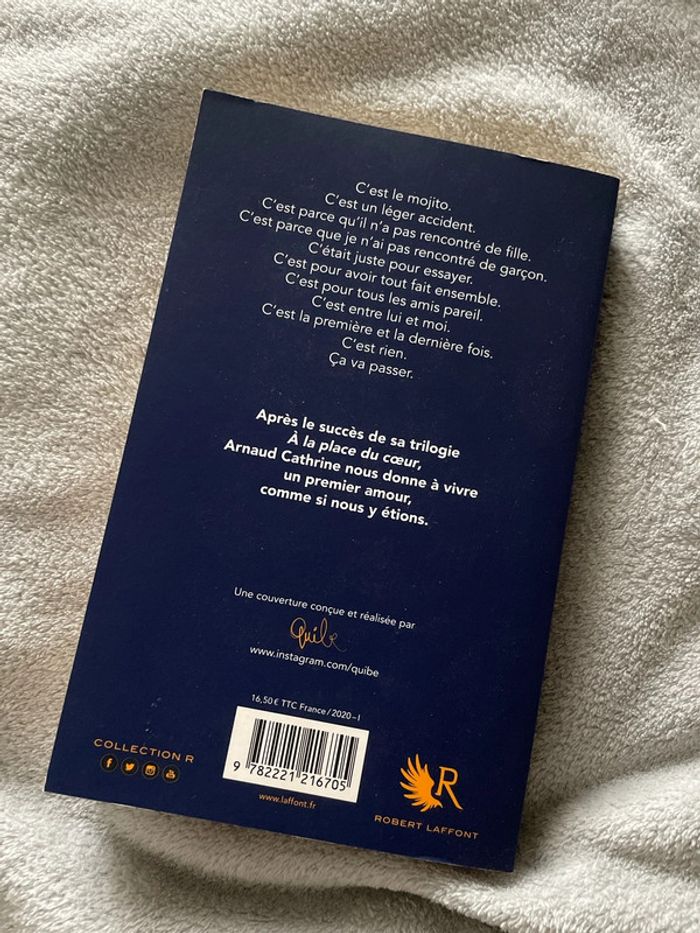 C'est le mojito.
C'est un léger accident.
C'est parce qu'il n'a pas rencontré de fille.
C'est parce que je n'ai pas rencontré de garçon.
C'était juste pour essayer.
C'est pour avoir tout fait ensemble.
C'est pour tous les amis pareil.
C'est entre lui et moi.
C'est la première et la dernière fois.
C'est rien.
Ça va passer.
Après le succès de sa trilogie
À la place du cœur,
Arnaud Cathrine nous donne à vivre
un premier amour,
comme si nous y étions.
Une couverture conçue et réalisée par
Quibe
www.instagram.com/quibe
16,50 € TTC France / 2020-I
9 782221 216705
www.laffont.fr
COLLECTION R
R
ROBERT LAFFONT